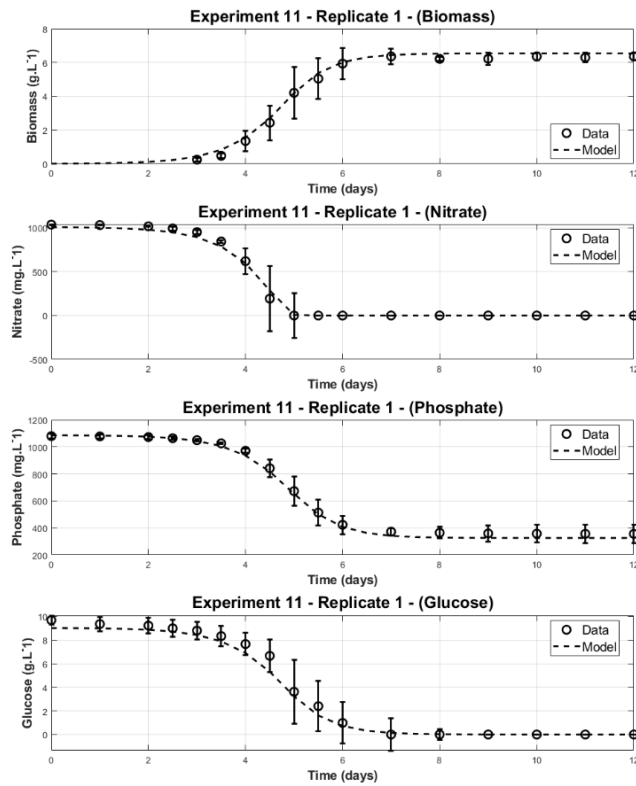 Experiment 11 - Replicate 1 - (Biomass)
8
6
4
2
0
Biomass (g.L⁻¹)
Data
Model
0 2 4 6 8 10 12
Time (days)
Experiment 11 - Replicate 1 - (Nitrate)
1000
500
0
-500
Nitrate (mg.L⁻¹)
Data
Model
0 2 4 6 8 10 12
Time (days)
Experiment 11 - Replicate 1 - (Phosphate)
1200
1000
800
600
400
200
Phosphate (mg.L⁻¹)
Data
Model
0 2 4 6 8 10 12
Time (days)
Experiment 11 - Replicate 1 - (Glucose)
10
8
6
4
2
0
Glucose (g.L⁻¹)
Data
Model
0 2 4 6 8 10 12
Time (days)